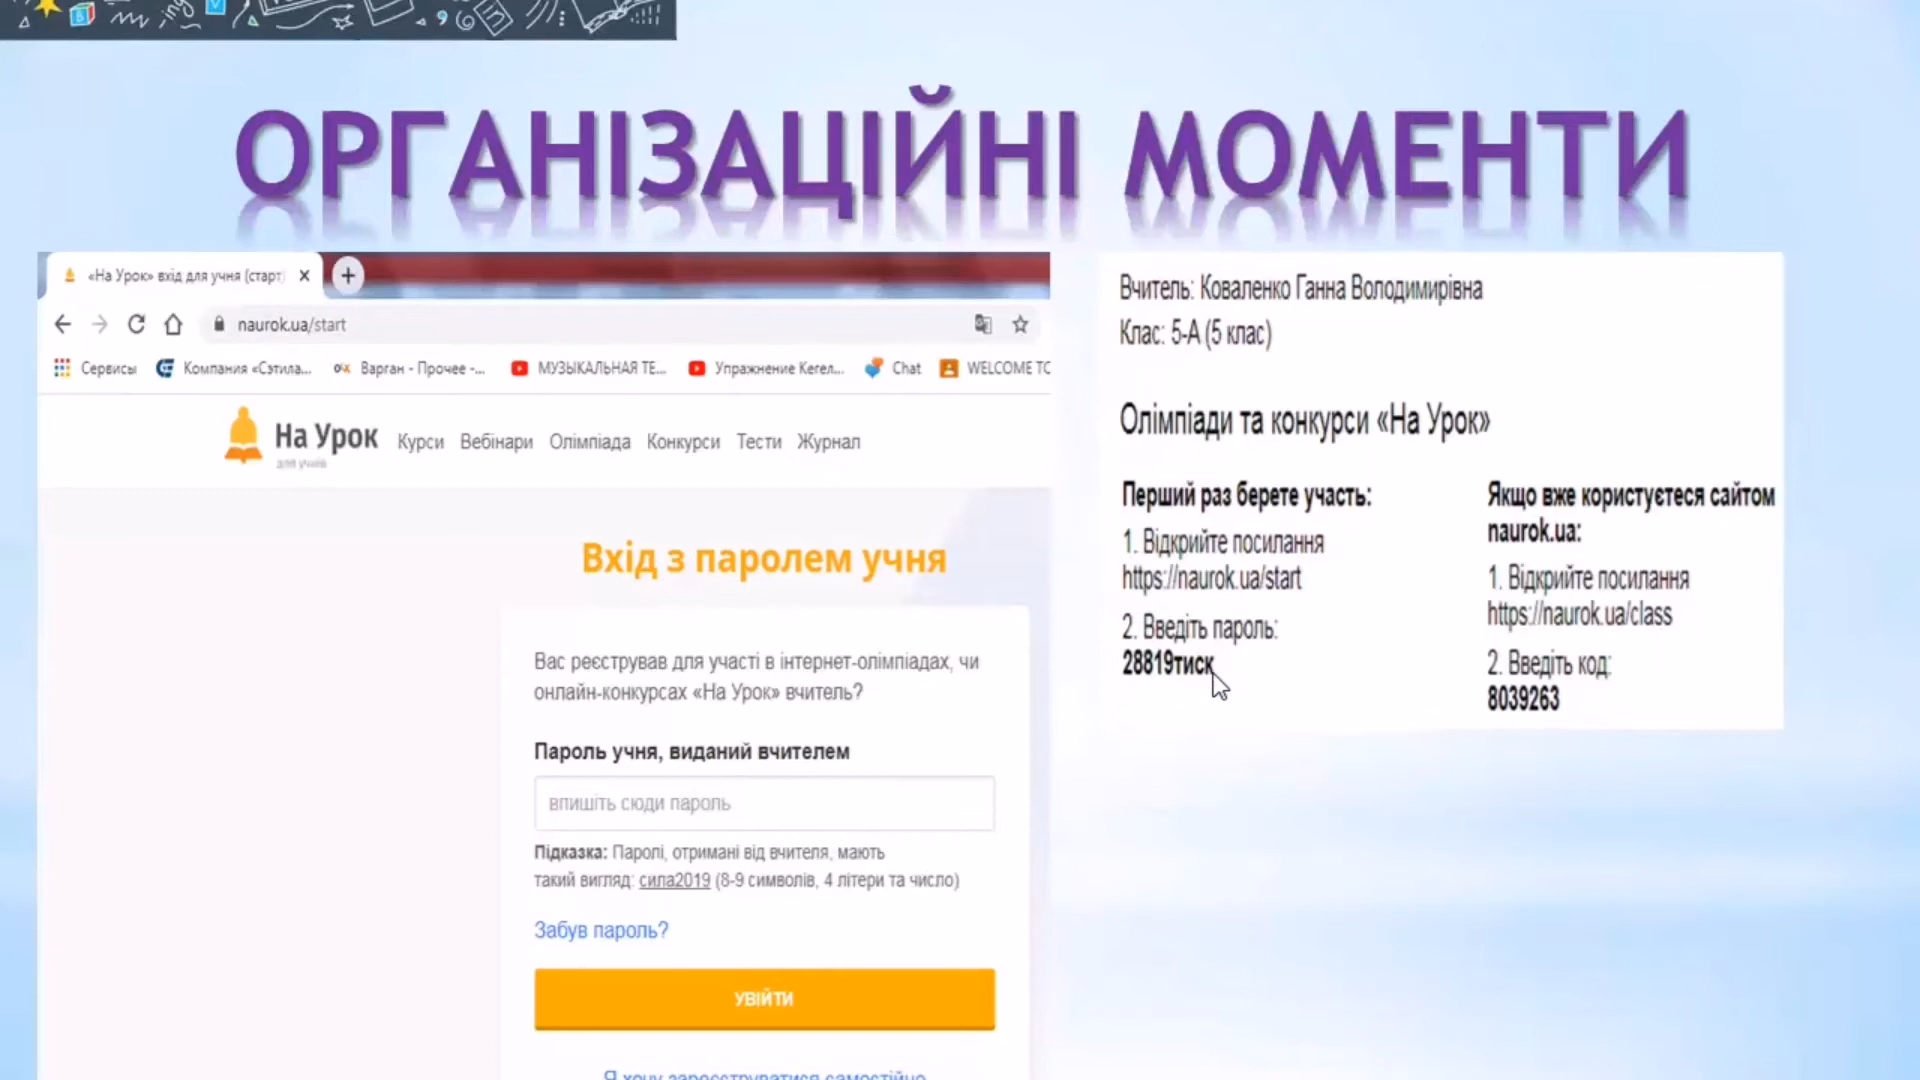 ОРГАНІЗАЦІЙНІ МОМЕНТИ
«На Урок» вхід для учня (старт)
naurok.ua/start
Сервисы Компания «Сэтила... Варган - Прочее -... МУЗЫКАЛЬНАЯ ТЕ... Упражнение Кегел... Chat WELCOME TO
На Урок Курси Вебінари Олімпіада Конкурси Тести Журнал
для учнів
Вхід з паролем учня
Вас реєстрував для участі в інтернет-олімпіадах, чи
онлайн-конкурсах «На Урок» вчитель?
Пароль учня, виданий вчителем
впишіть сюди пароль
Підказка: Паролі, отримані від вчителя, мають
такий вигляд: сила2019 (8-9 символів, 4 літери та число)
Забув пароль?
УВІЙТИ
Я хочу зареєструватися самостійно
Вчитель: Коваленко Ганна Володимирівна
Клас: 5-А (5 клас)
Олімпіади та конкурси «На Урок»
Перший раз берете участь:
1. Відкрийте посилання
https://naurok.ua/start
2. Введіть пароль:
28819тиск
Якщо вже користуєтеся сайтом
naurok.ua:
1. Відкрийте посилання
https://naurok.ua/class
2. Введіть код:
8039263